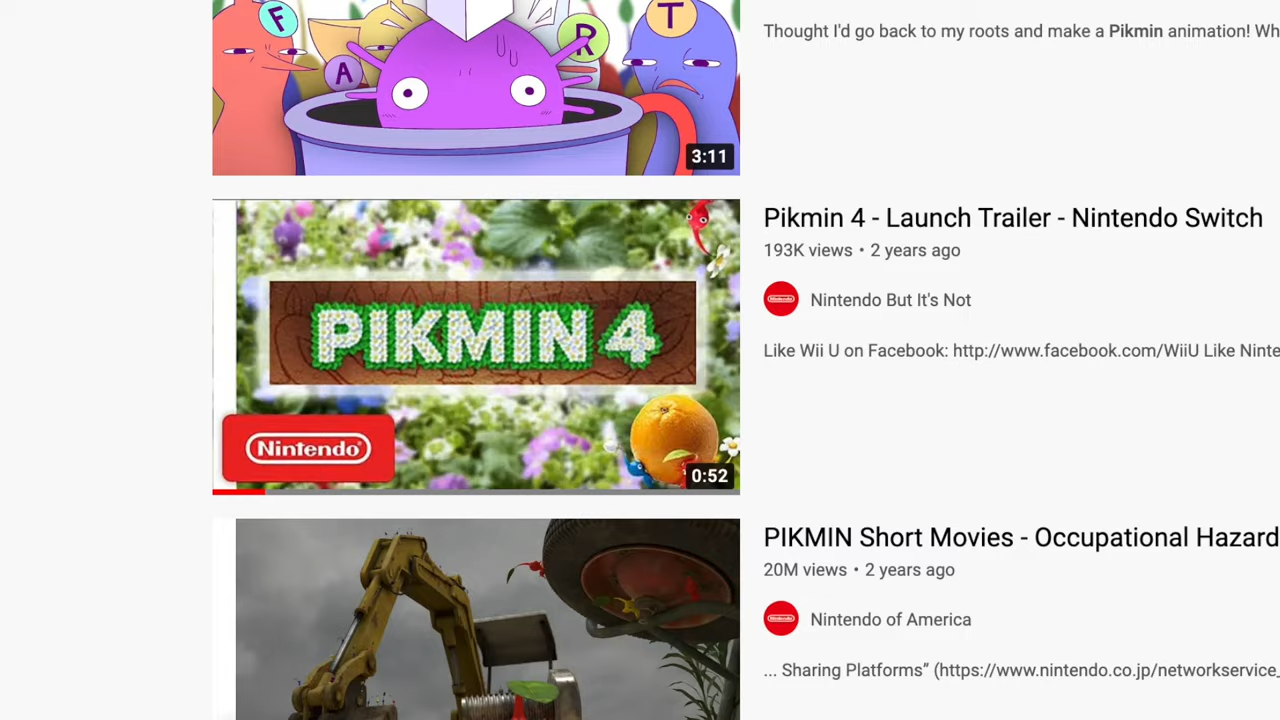 F
A
R
T
3:11
Thought I'd go back to my roots and make a Pikmin animation! Wh
Pikmin 4 - Launch Trailer - Nintendo Switch
193K views • 2 years ago
Nintendo But It's Not
Like Wii U on Facebook: http://www.facebook.com/WiiU Like Ninte
PIKMIN 4
Nintendo
0:52
PIKMIN Short Movies - Occupational Hazard
20M views • 2 years ago
Nintendo of America
... Sharing Platforms” (https://www.nintendo.co.jp/networkservice_